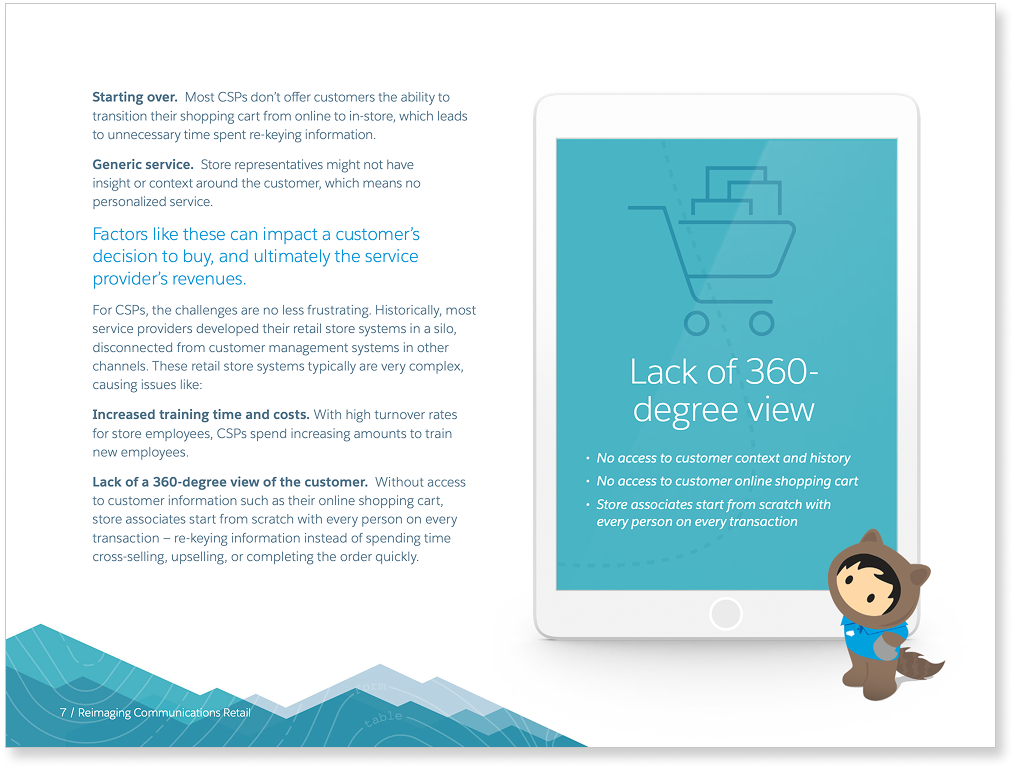 Starting over. Most CSPs don’t offer customers the ability to
transition their shopping cart from online to in-store, which leads
to unnecessary time spent re-keying information.
Generic service. Store representatives might not have
insight or context around the customer, which means no
personalized service.
Factors like these can impact a customer’s
decision to buy, and ultimately the service
provider’s revenues.
For CSPs, the challenges are no less frustrating. Historically, most
service providers developed their retail store systems in a silo,
disconnected from customer management systems in other
channels. These retail store systems typically are very complex,
causing issues like:
Increased training time and costs. With high turnover rates
for store employees, CSPs spend increasing amounts to train
new employees.
Lack of a 360-degree view of the customer. Without access
to customer information such as their online shopping cart,
store associates start from scratch with every person on every
transaction – re-keying information instead of spending time
cross-selling, upselling, or completing the order quickly.
Lack of 360-
degree view
• No access to customer context and history
• No access to customer online shopping cart
• Store associates start from scratch with
every person on every transaction
form
table
7 / Reimaging Communications Retail